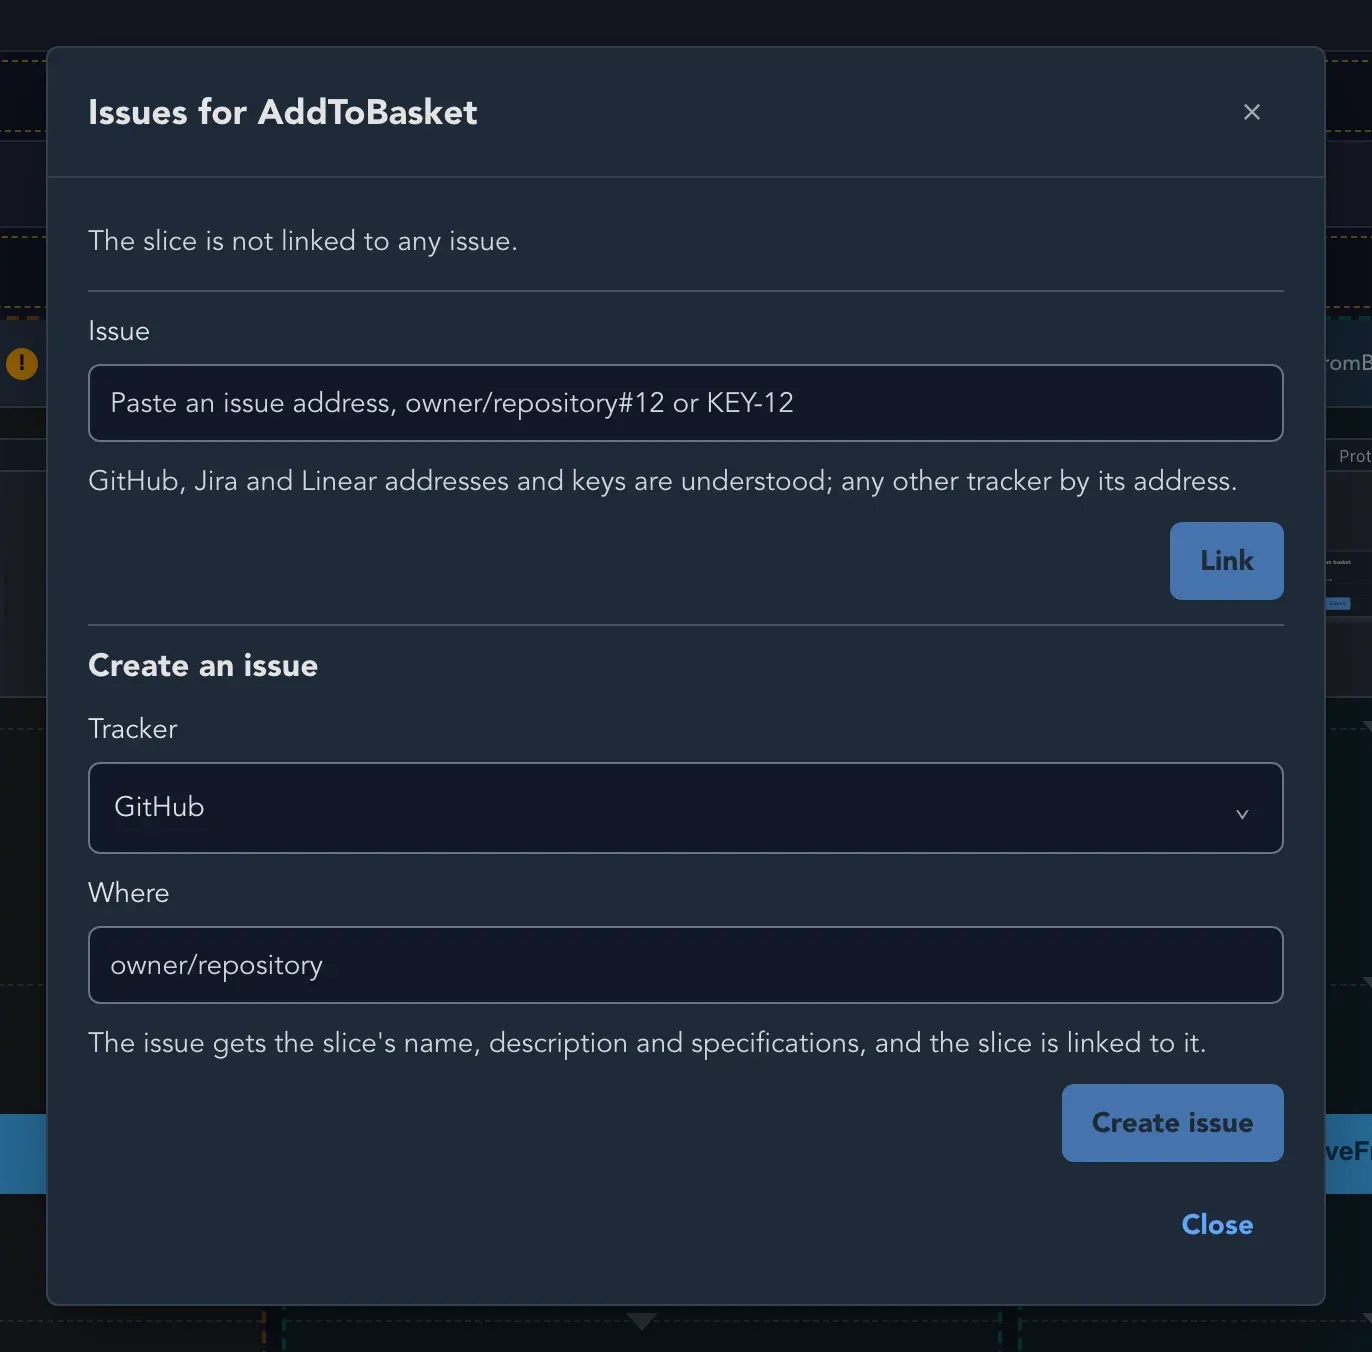 Issues for AddToBasket
×
The slice is not linked to any issue.
Issue
!
Paste an issue address, owner/repository#12 or KEY-12
GitHub, Jira and Linear addresses and keys are understood; any other tracker by its address.
Link
Create an issue
Tracker
GitHub
Where
owner/repository
The issue gets the slice's name, description and specifications, and the slice is linked to it.
Create issue
Close